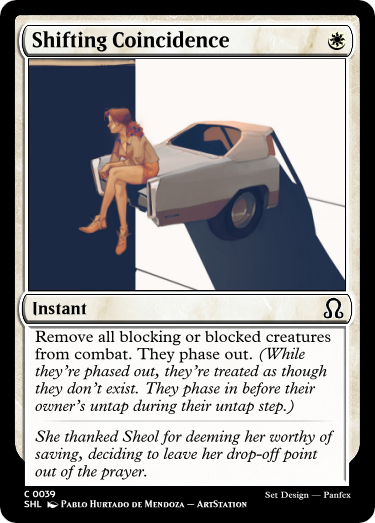 Shifting Coincidence
Instant
Remove all blocking or blocked creatures
from combat. They phase out. (While
they're phased out, they're treated as though
they don't exist. They phase in before their
owner's untap during their untap step.)
She thanked Sheol for deeming her worthy of
saving, deciding to leave her drop-off point
out of the prayer.
C 0039
Set Design — Panfex
SHL Pablo Hurtado de Mendoza — ArtStation